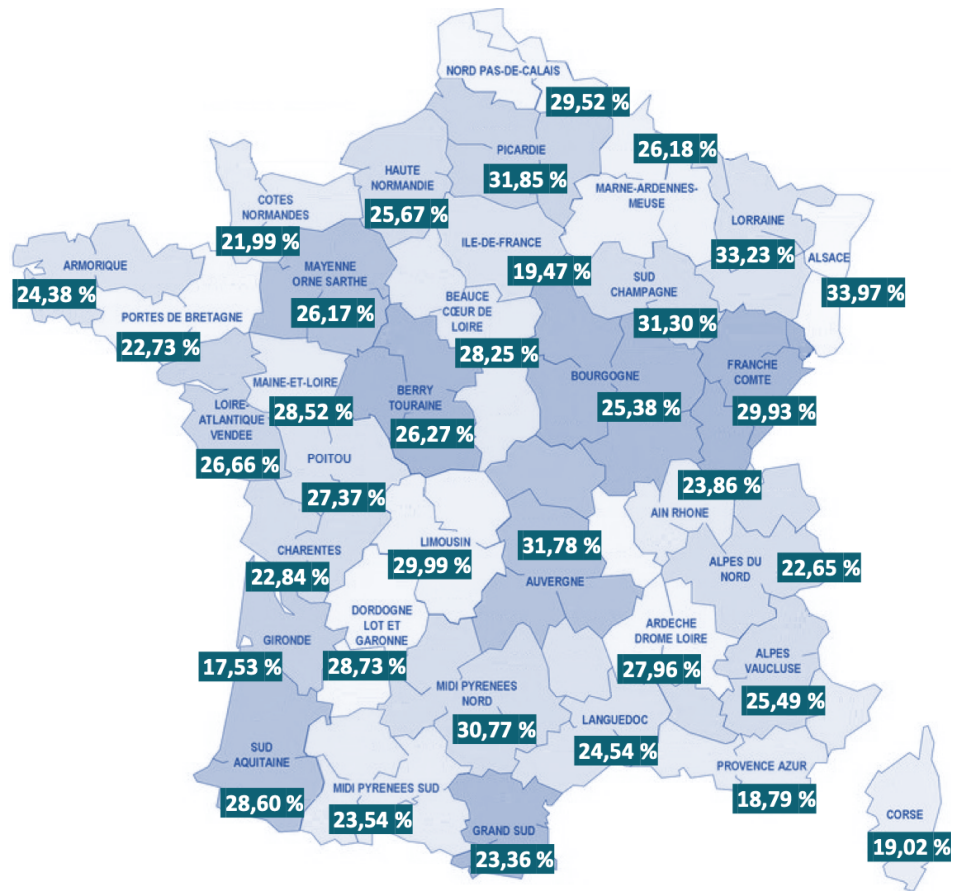 NORD PAS-DE-CALAIS
29,52 %
PICARDIE
31,85 %
26,18 %
MARNE-ARDENNES-
MEUSE
HAUTE
NORMANDIE
25,67 %
COTES
NORMANDES
21,99 %
LORRAINE
33,23 %
ALSACE
33,97 %
ILE-DE-FRANCE
19,47 %
ARMORIQUE
24,38 %
MAYENNE
ORNE SARTHE
26,17 %
SUD
CHAMPAGNE
31,30 %
BEAUCE
CŒUR DE
LOIRE
28,25 %
PORTES DE BRETAGNE
22,73 %
FRANCHE
COMTE
29,93 %
BOURGOGNE
25,38 %
MAINE-ET-LOIRE
28,52 %
BERRY
TOURAINE
26,27 %
LOIRE-
ATLANTIQUE
VENDEE
26,66 %
POITOU
27,37 %
23,86 %
AIN RHONE
CHARENTES
22,84 %
LIMOUSIN
29,99 %
31,78 %
AUVERGNE
ALPES DU
NORD
22,65 %
DORDOGNE
LOT ET
GARONNE
28,73 %
GIRONDE
17,53 %
ARDECHE
DROME LOIRE
27,96 %
ALPES
VAUCLUSE
25,49 %
MIDI PYRENEES
NORD
30,77 %
LANGUEDOC
24,54 %
SUD
AQUITAINE
28,60 %
MIDI PYRENEES SUD
23,54 %
PROVENCE AZUR
18,79 %
GRAND SUD
23,36 %
CORSE
19,02 %